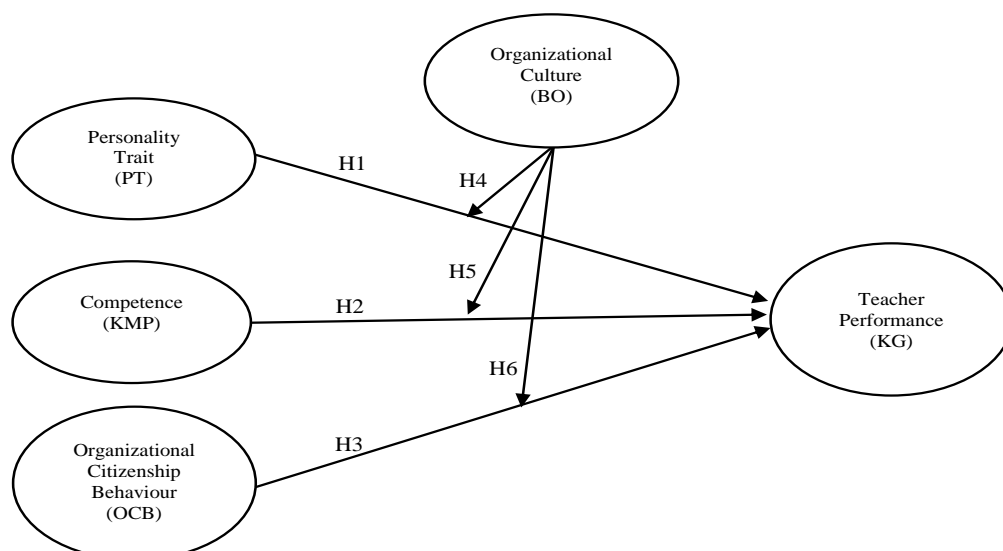 Organizational
Culture
(BO)
Personality
Trait
(PT)
H1
H4
H5
Competence
(KMP)
H2
Teacher
Performance
(KG)
H6
H3
Organizational
Citizenship
Behaviour
(OCB)